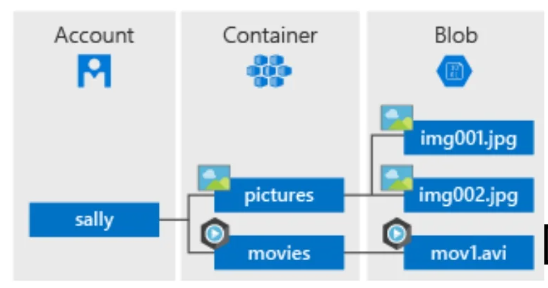 Account
Container
Blob
sally
pictures
movies
img001.jpg
img002.jpg
mov1.avi